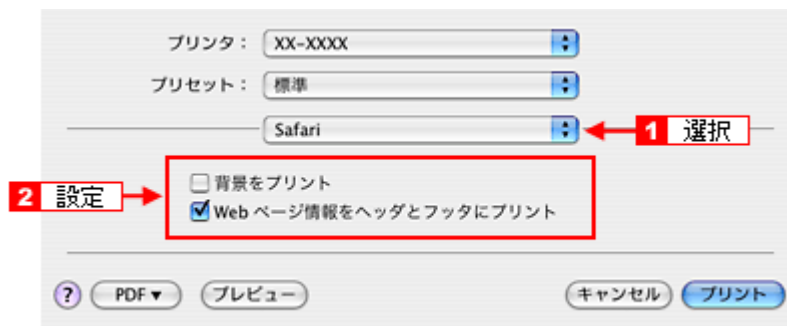 プリンタ： XX-XXXX
プリセット： 標準
Safari 1 選択
背景をプリント
2 設定
Web ページ情報をヘッダとフッタにプリント
? PDF▼ プレビュー キャンセル プリント